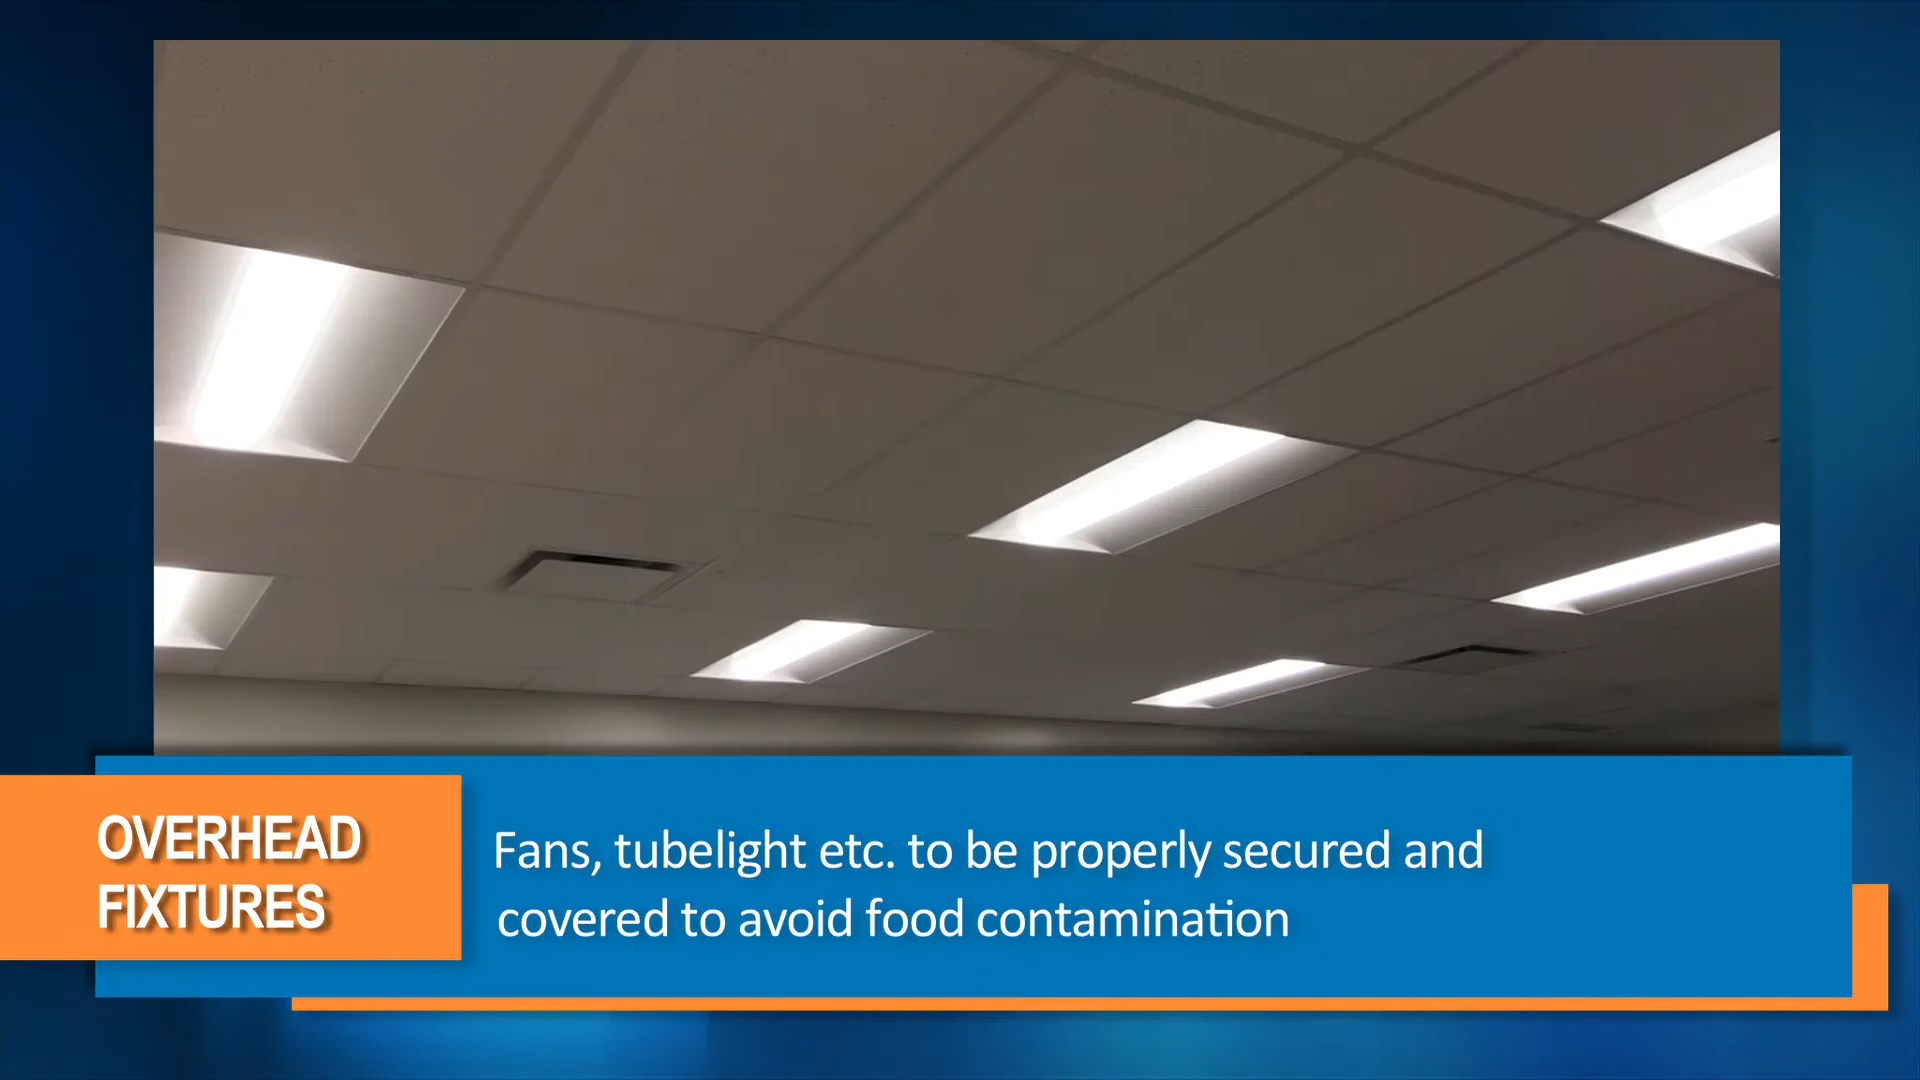 OVERHEAD
FIXTURES
Fans, tubelight etc. to be properly secured and
covered to avoid food contamination